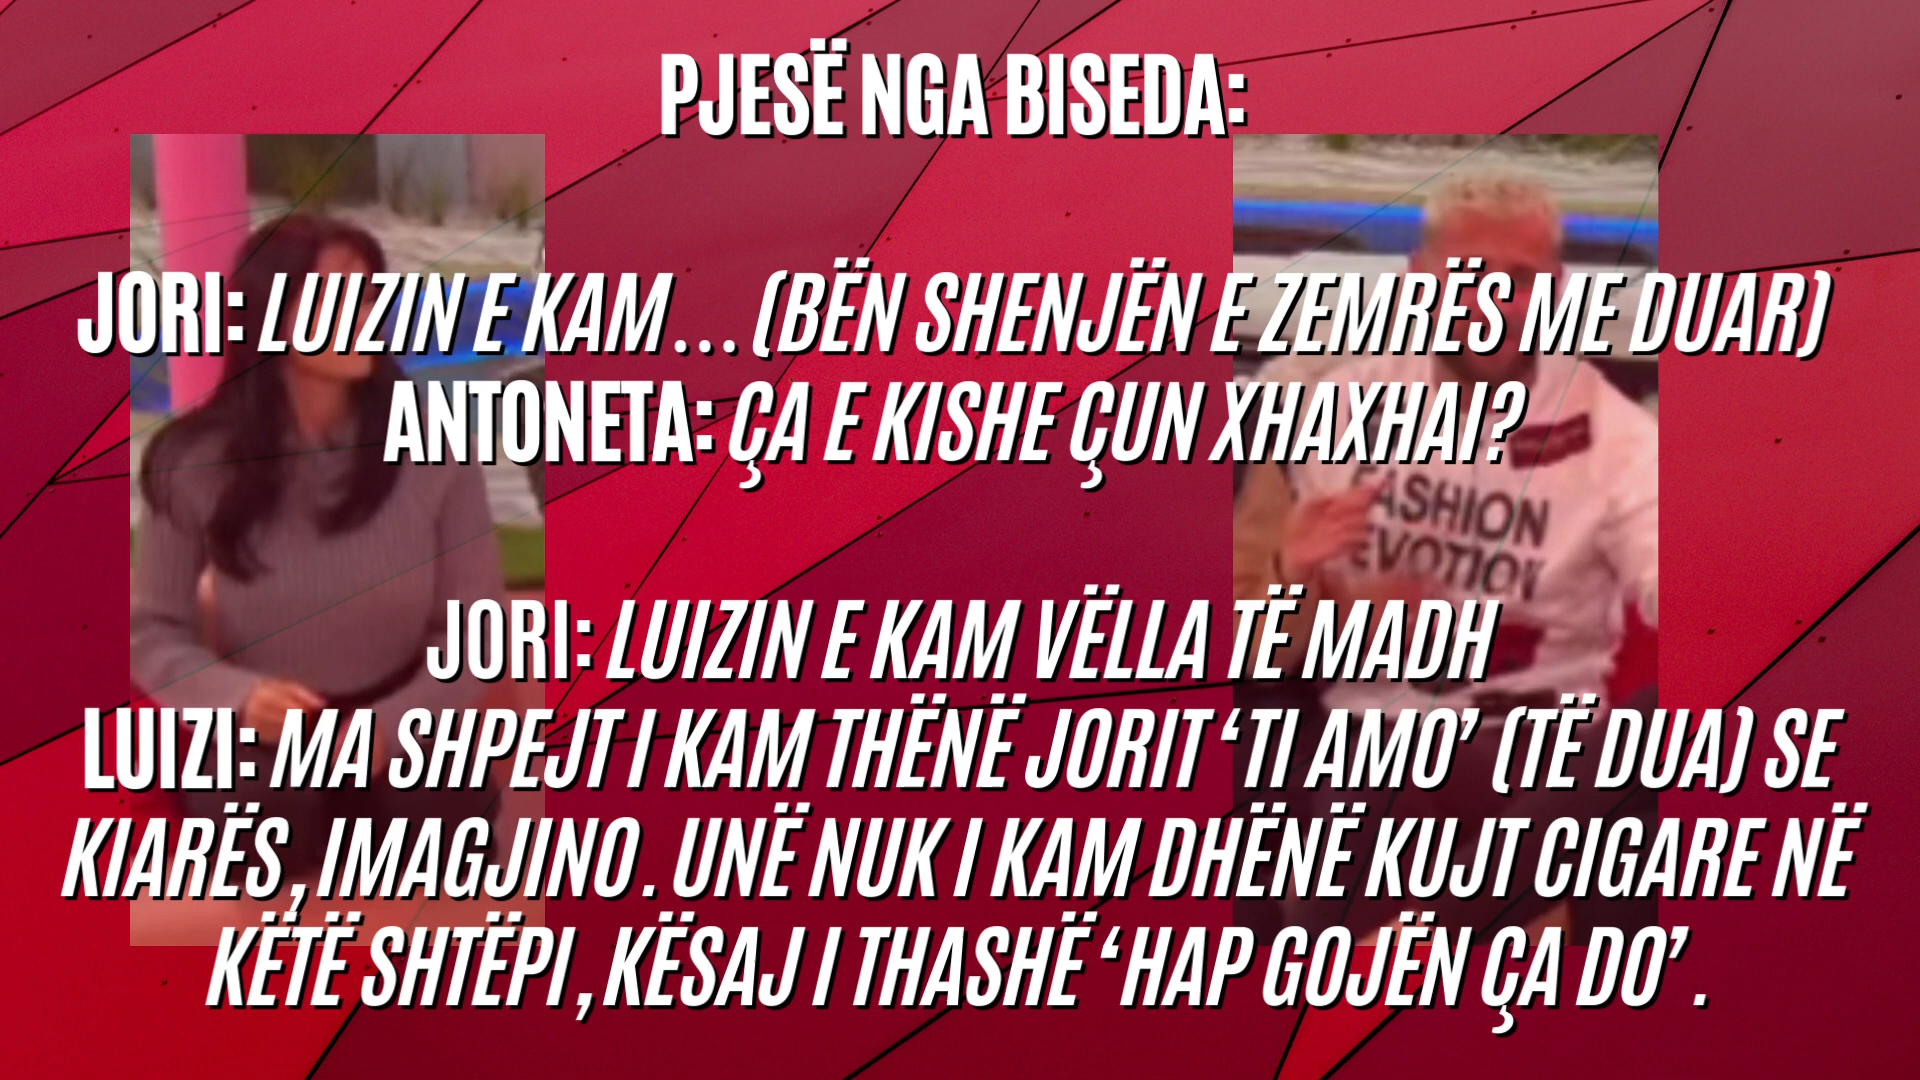 PJESË NGA BISEDA:
JORI: LUIZIN E KAM... (BËN SHENJËN E ZEMRËS ME DUAR)
ANTONETA: ÇA E KISHE ÇUN XHAXHAI?
JORI: LUIZIN E KAM VËLLA TË MADH
LUIZI: MA SHPEJT I KAM THËNË JORIT ‘TI AMO’ (TË DUA) SE
KIARËS, IMAGJINO. UNË NUK I KAM DHËNË KUJT CIGARE NË
KËTË SHTËPI, KËSAJ I THASHË ‘HAP GOJËN ÇA DO’.
FASHION
EVOTION